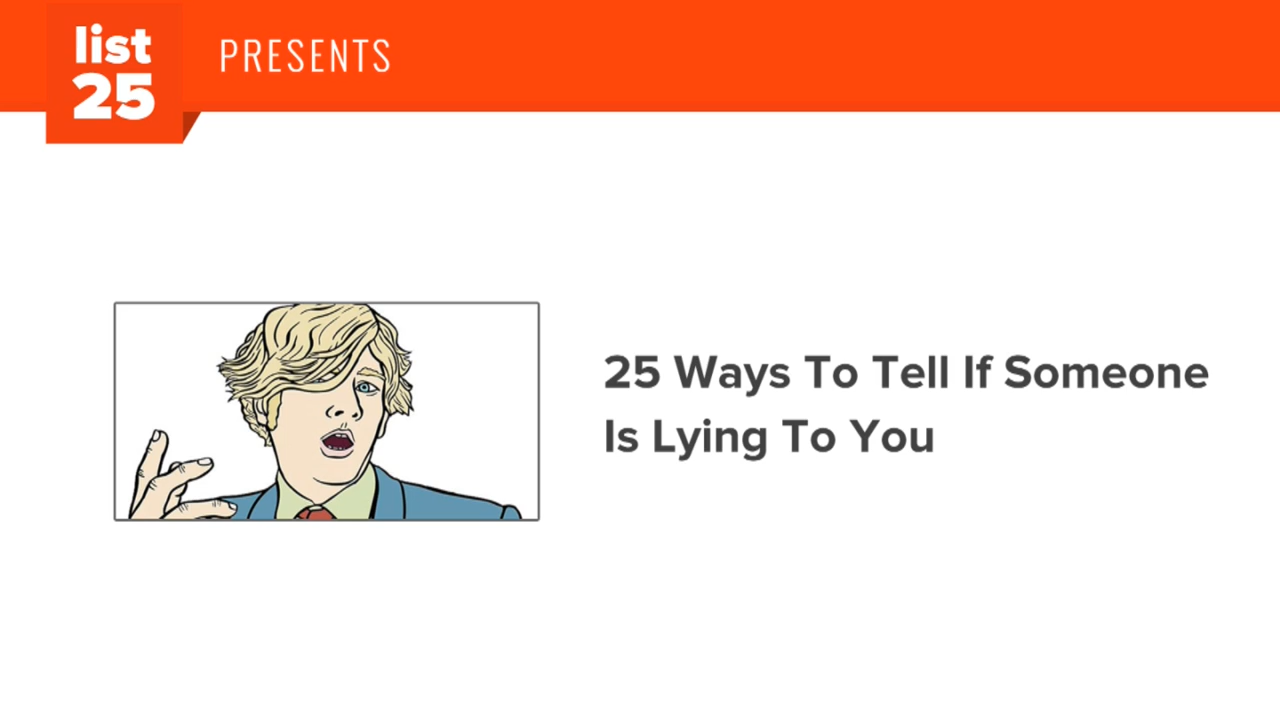 list
25
PRESENTS
25 Ways To Tell If Someone
Is Lying To You